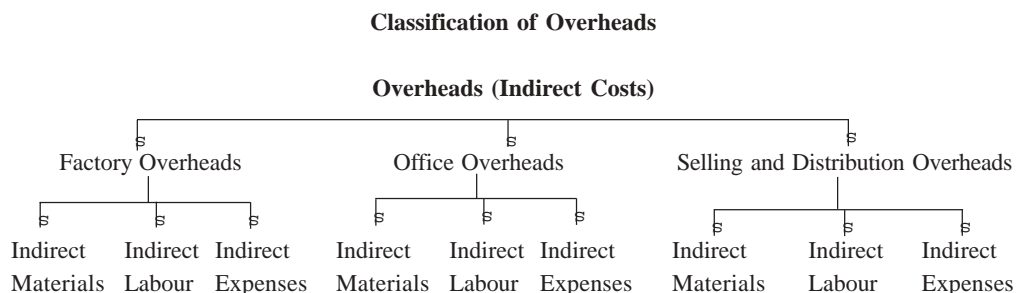 Classification of Overheads
Overheads (Indirect Costs)
s s s
Factory Overheads Office Overheads Selling and Distribution Overheads
s s s s s s s s s
Indirect Indirect Indirect Indirect Indirect Indirect Indirect Indirect Indirect
Materials Labour Expenses Materials Labour Expenses Materials Labour Expenses